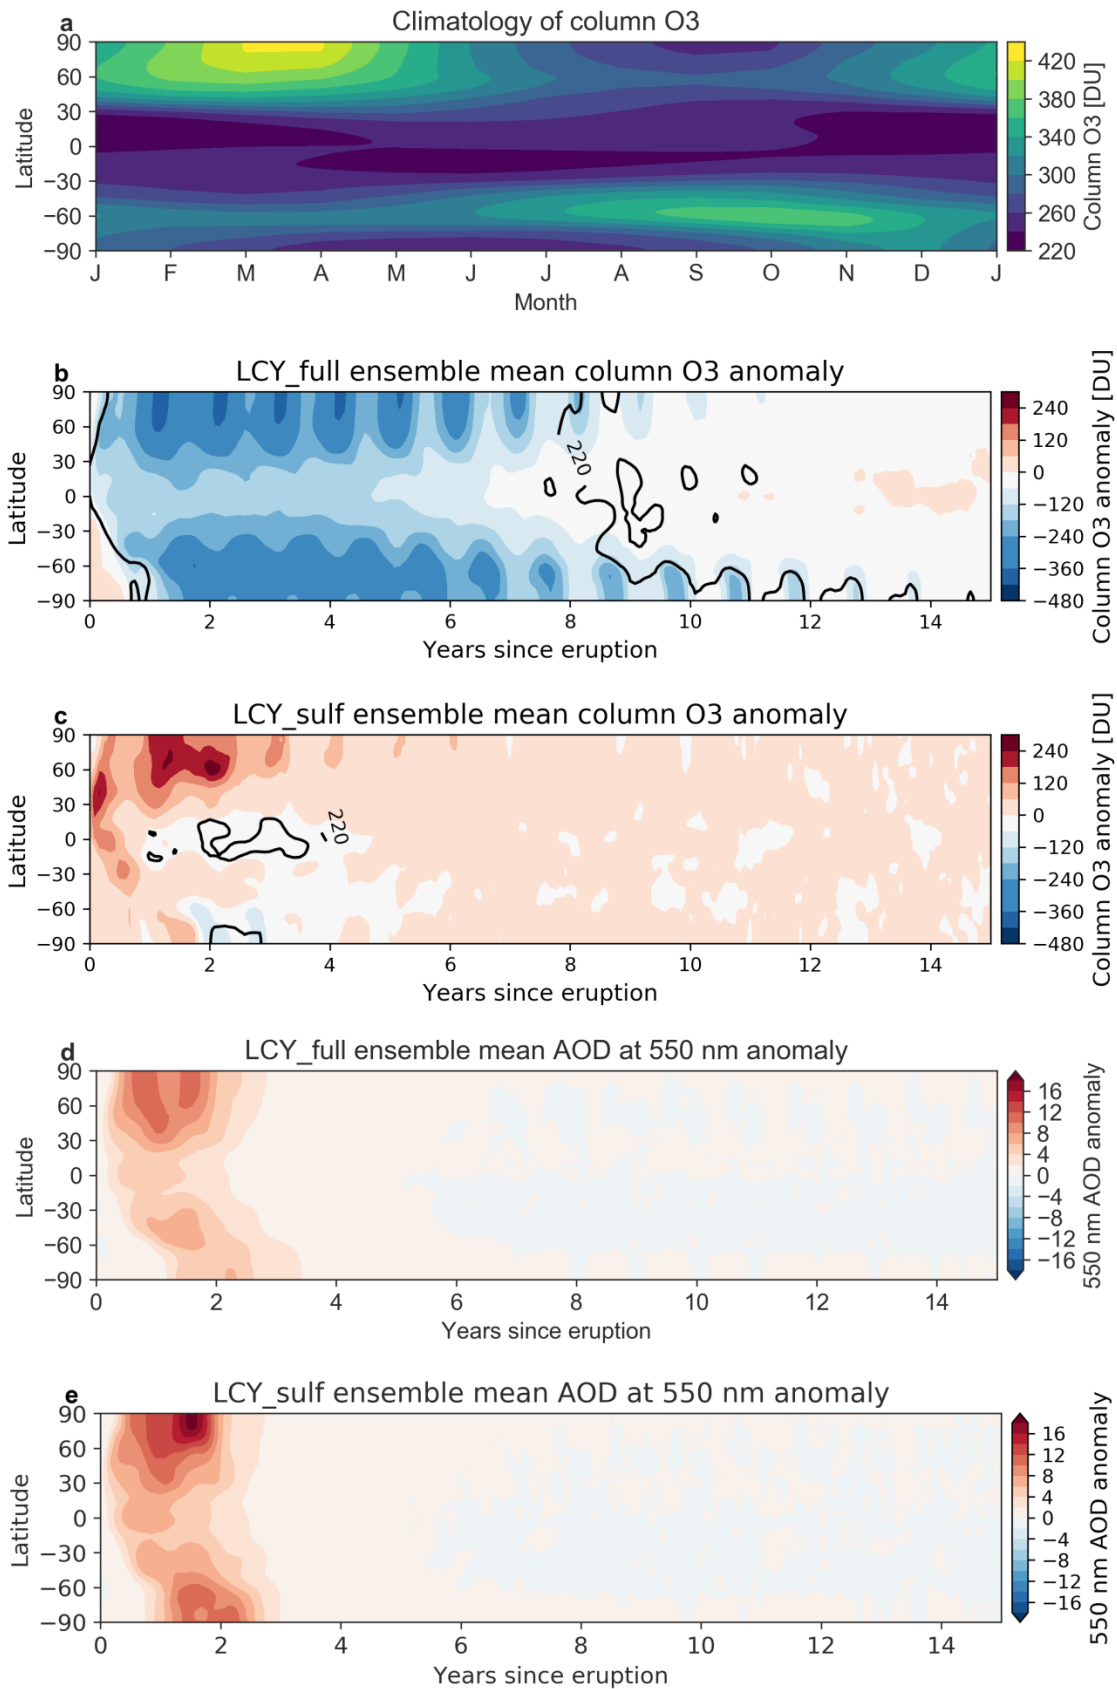 a
Climatology of column O3
90
60
30
0
−30
−60
−90
Latitude
J F M A M J J A S O N D J
Month
420
380
340
300
260
220
Column O3 [DU]
b
LCY_full ensemble mean column O3 anomaly
90
60
30
0
−30
−60
−90
Latitude
220
0 2 4 6 8 10 12 14
Years since eruption
240
120
0
−120
−240
−360
−480
Column O3 anomaly [DU]
c
LCY_sulf ensemble mean column O3 anomaly
90
60
30
0
−30
−60
−90
Latitude
220
0 2 4 6 8 10 12 14
Years since eruption
240
120
0
−120
−240
−360
−480
Column O3 anomaly [DU]
d
LCY_full ensemble mean AOD at 550 nm anomaly
90
60
30
0
−30
−60
−90
Latitude
0 2 4 6 8 10 12 14
Years since eruption
16
12
8
4
0
−4
−8
−12
−16
550 nm AOD anomaly
e
LCY_sulf ensemble mean AOD at 550 nm anomaly
90
60
30
0
−30
−60
−90
Latitude
0 2 4 6 8 10 12 14
Years since eruption
16
12
8
4
0
−4
−8
−12
−16
550 nm AOD anomaly